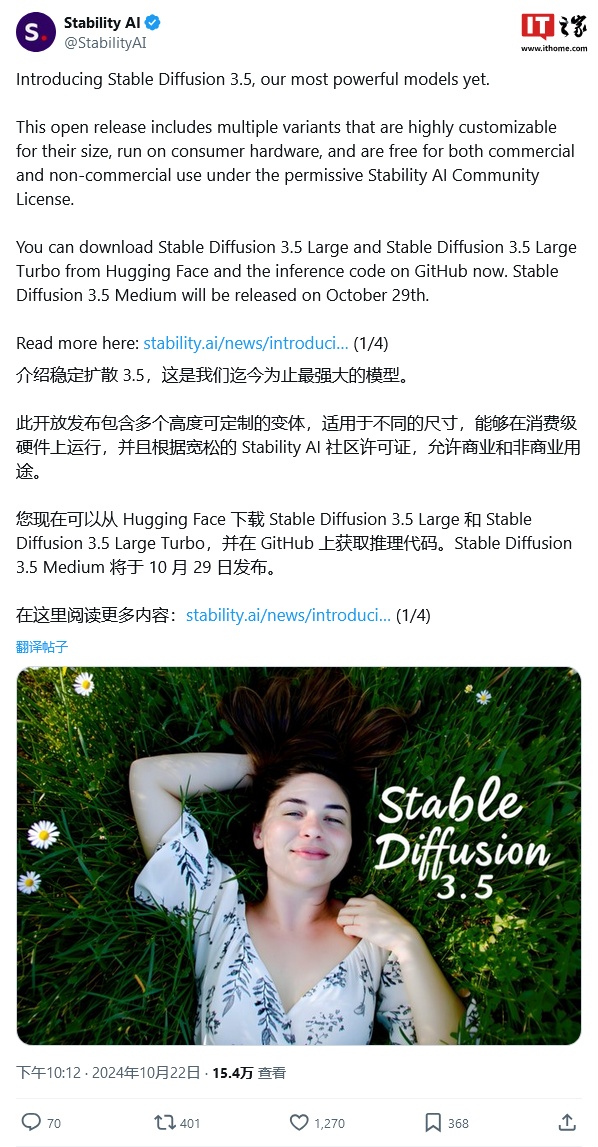 Stability AI
@StabilityAI
IT之家
www.ithome.com
Introducing Stable Diffusion 3.5, our most powerful models yet.
This open release includes multiple variants that are highly customizable
for their size, run on consumer hardware, and are free for both commercial
and non-commercial use under the permissive Stability AI Community
License.
You can download Stable Diffusion 3.5 Large and Stable Diffusion 3.5 Large
Turbo from Hugging Face and the inference code on GitHub now. Stable
Diffusion 3.5 Medium will be released on October 29th.
Read more here: stability.ai/news/introduci... (1/4)
介绍稳定扩散 3.5，这是我们迄今为止最强大的模型。
此开放发布包含多个高度可定制的变体，适用于不同的尺寸，能够在消费级
硬件上运行，并且根据宽松的 Stability AI 社区许可证，允许商业和非商业用
途。
您现在可以从 Hugging Face 下载 Stable Diffusion 3.5 Large 和 Stable
Diffusion 3.5 Large Turbo，并在 GitHub 上获取推理代码。Stable Diffusion
3.5 Medium 将于 10 月 29 日发布。
在这里阅读更多内容：stability.ai/news/introduci... (1/4)
翻译帖子
Stable
Diffusion
3.5
下午10:12 · 2024年10月22日 · 15.4万 查看
70 401 1,270 368